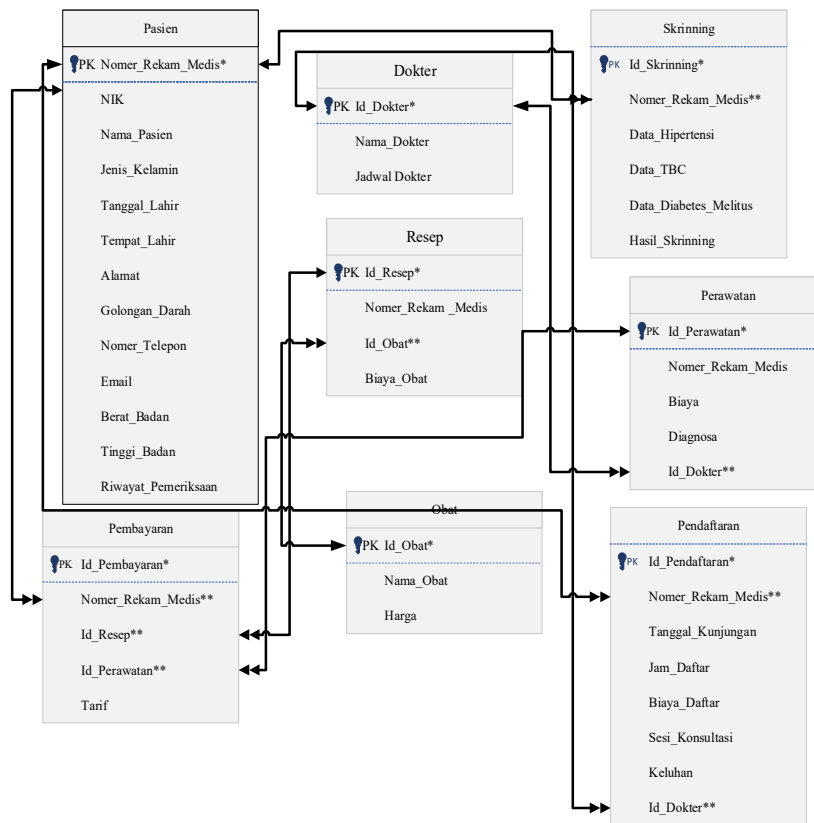 Pasien
PK Nomer_Rekam_Medis*
NIK
Nama_Pasien
Jenis_Kelamin
Tanggal_Lahir
Tempat_Lahir
Alamat
Golongan_Darah
Nomer_Telepon
Email
Berat_Badan
Tinggi_Badan
Riwayat_Pemeriksaan
Dokter
PK Id_Dokter*
Nama_Dokter
Jadwal Dokter
Skrinning
PK Id_Skrinning*
Nomer_Rekam_Medis**
Data_Hipertensi
Data_TBC
Data_Diabetes_Melitus
Hasil_Skrinning
Resep
PK Id_Resep*
Nomer_Rekam _Medis
Id_Obat**
Biaya_Obat
Perawatan
PK Id_Perawatan*
Nomer_Rekam_Medis
Biaya
Diagnosa
Id_Dokter**
Pembayaran
PK Id_Pembayaran*
Nomer_Rekam_Medis**
Id_Resep**
Id_Perawatan**
Tarif
Obat
PK Id_Obat*
Nama_Obat
Harga
Pendaftaran
PK Id_Pendaftaran*
Nomer_Rekam_Medis**
Tanggal_Kunjungan
Jam_Daftar
Biaya_Daftar
Sesi_Konsultasi
Keluhan
Id_Dokter**